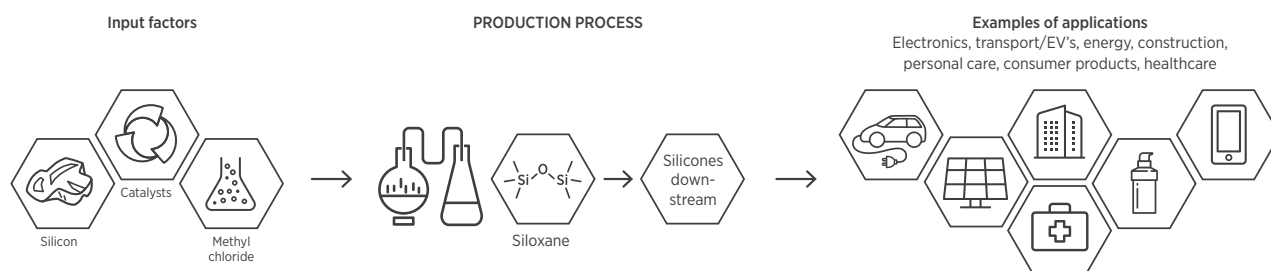 Input factors
Silicon
Catalysts
Methyl
chloride
PRODUCTION PROCESS
Si O Si
Siloxane
Silicones
down-
stream
Examples of applications
Electronics, transport/EV's, energy, construction,
personal care, consumer products, healthcare